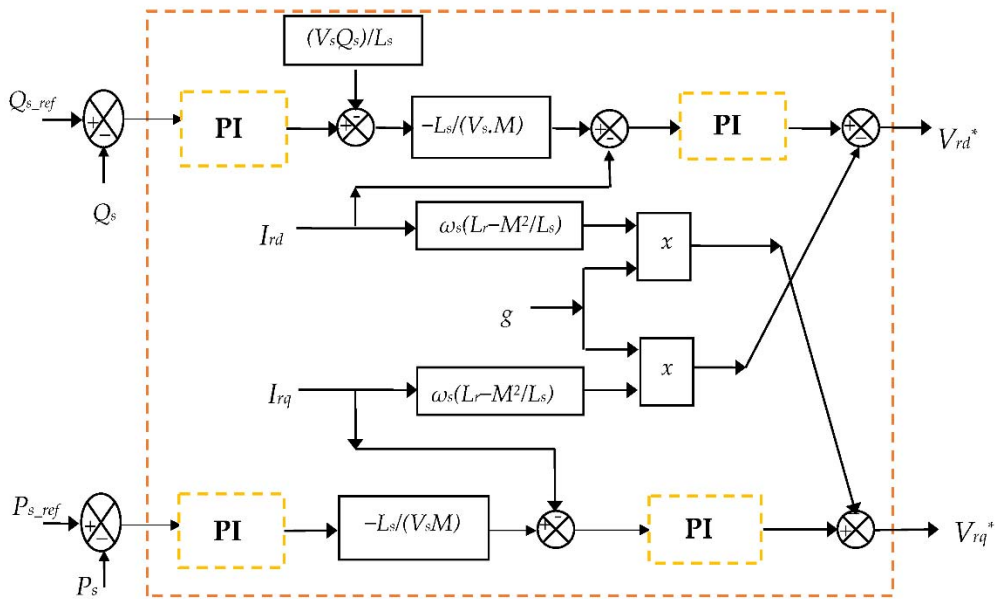 (VsQs)/Ls
Qs_ref
+
−
PI
+
-
−Ls/(Vs.M)
+
-
PI
+
−
Vrd*
Qs
Ird
ωs(Lr−M²/Ls)
x
g
x
Irq
ωs(Lr−M²/Ls)
Ps_ref
+
−
PI
−Ls/(VsM)
+
-
PI
+
+
Vrq*
Ps